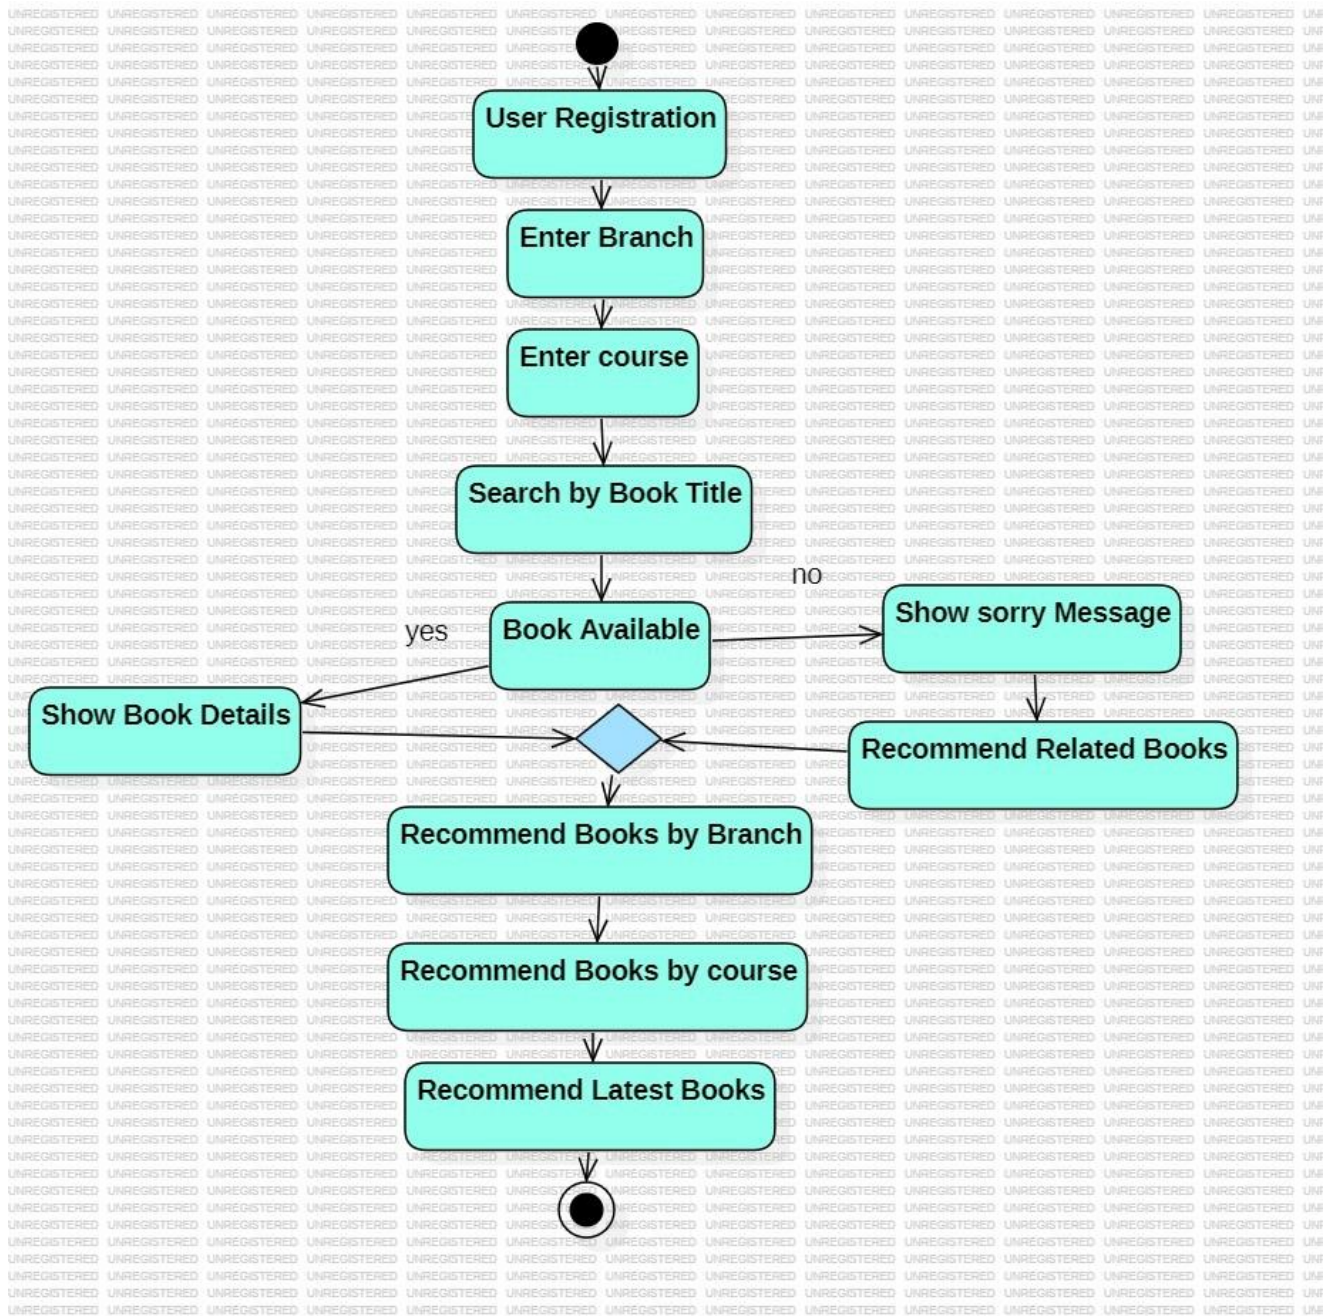 User Registration
Enter Branch
Enter course
Search by Book Title
no
Show sorry Message
yes
Book Available
Show Book Details
Recommend Related Books
Recommend Books by Branch
Recommend Books by course
Recommend Latest Books
UNREGISTERED